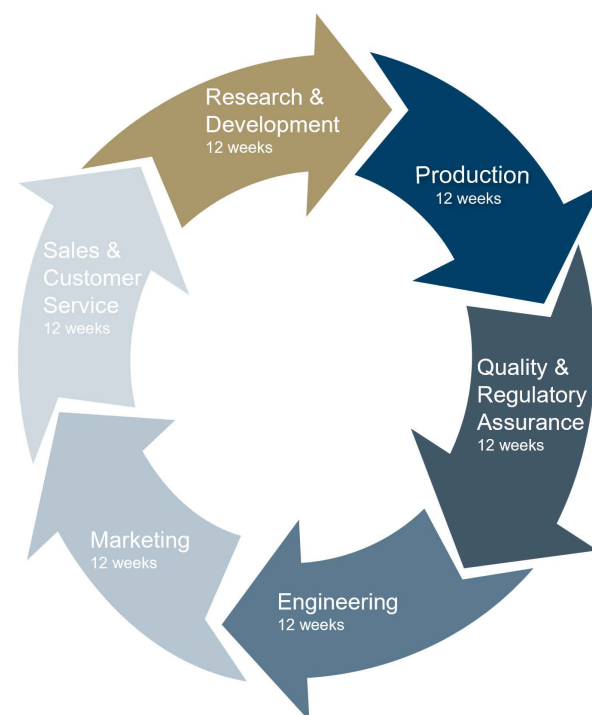 Research &
Development
12 weeks
Production
12 weeks
Quality &
Regulatory
Assurance
12 weeks
Engineering
12 weeks
Marketing
12 weeks
Sales &
Customer
Service
12 weeks